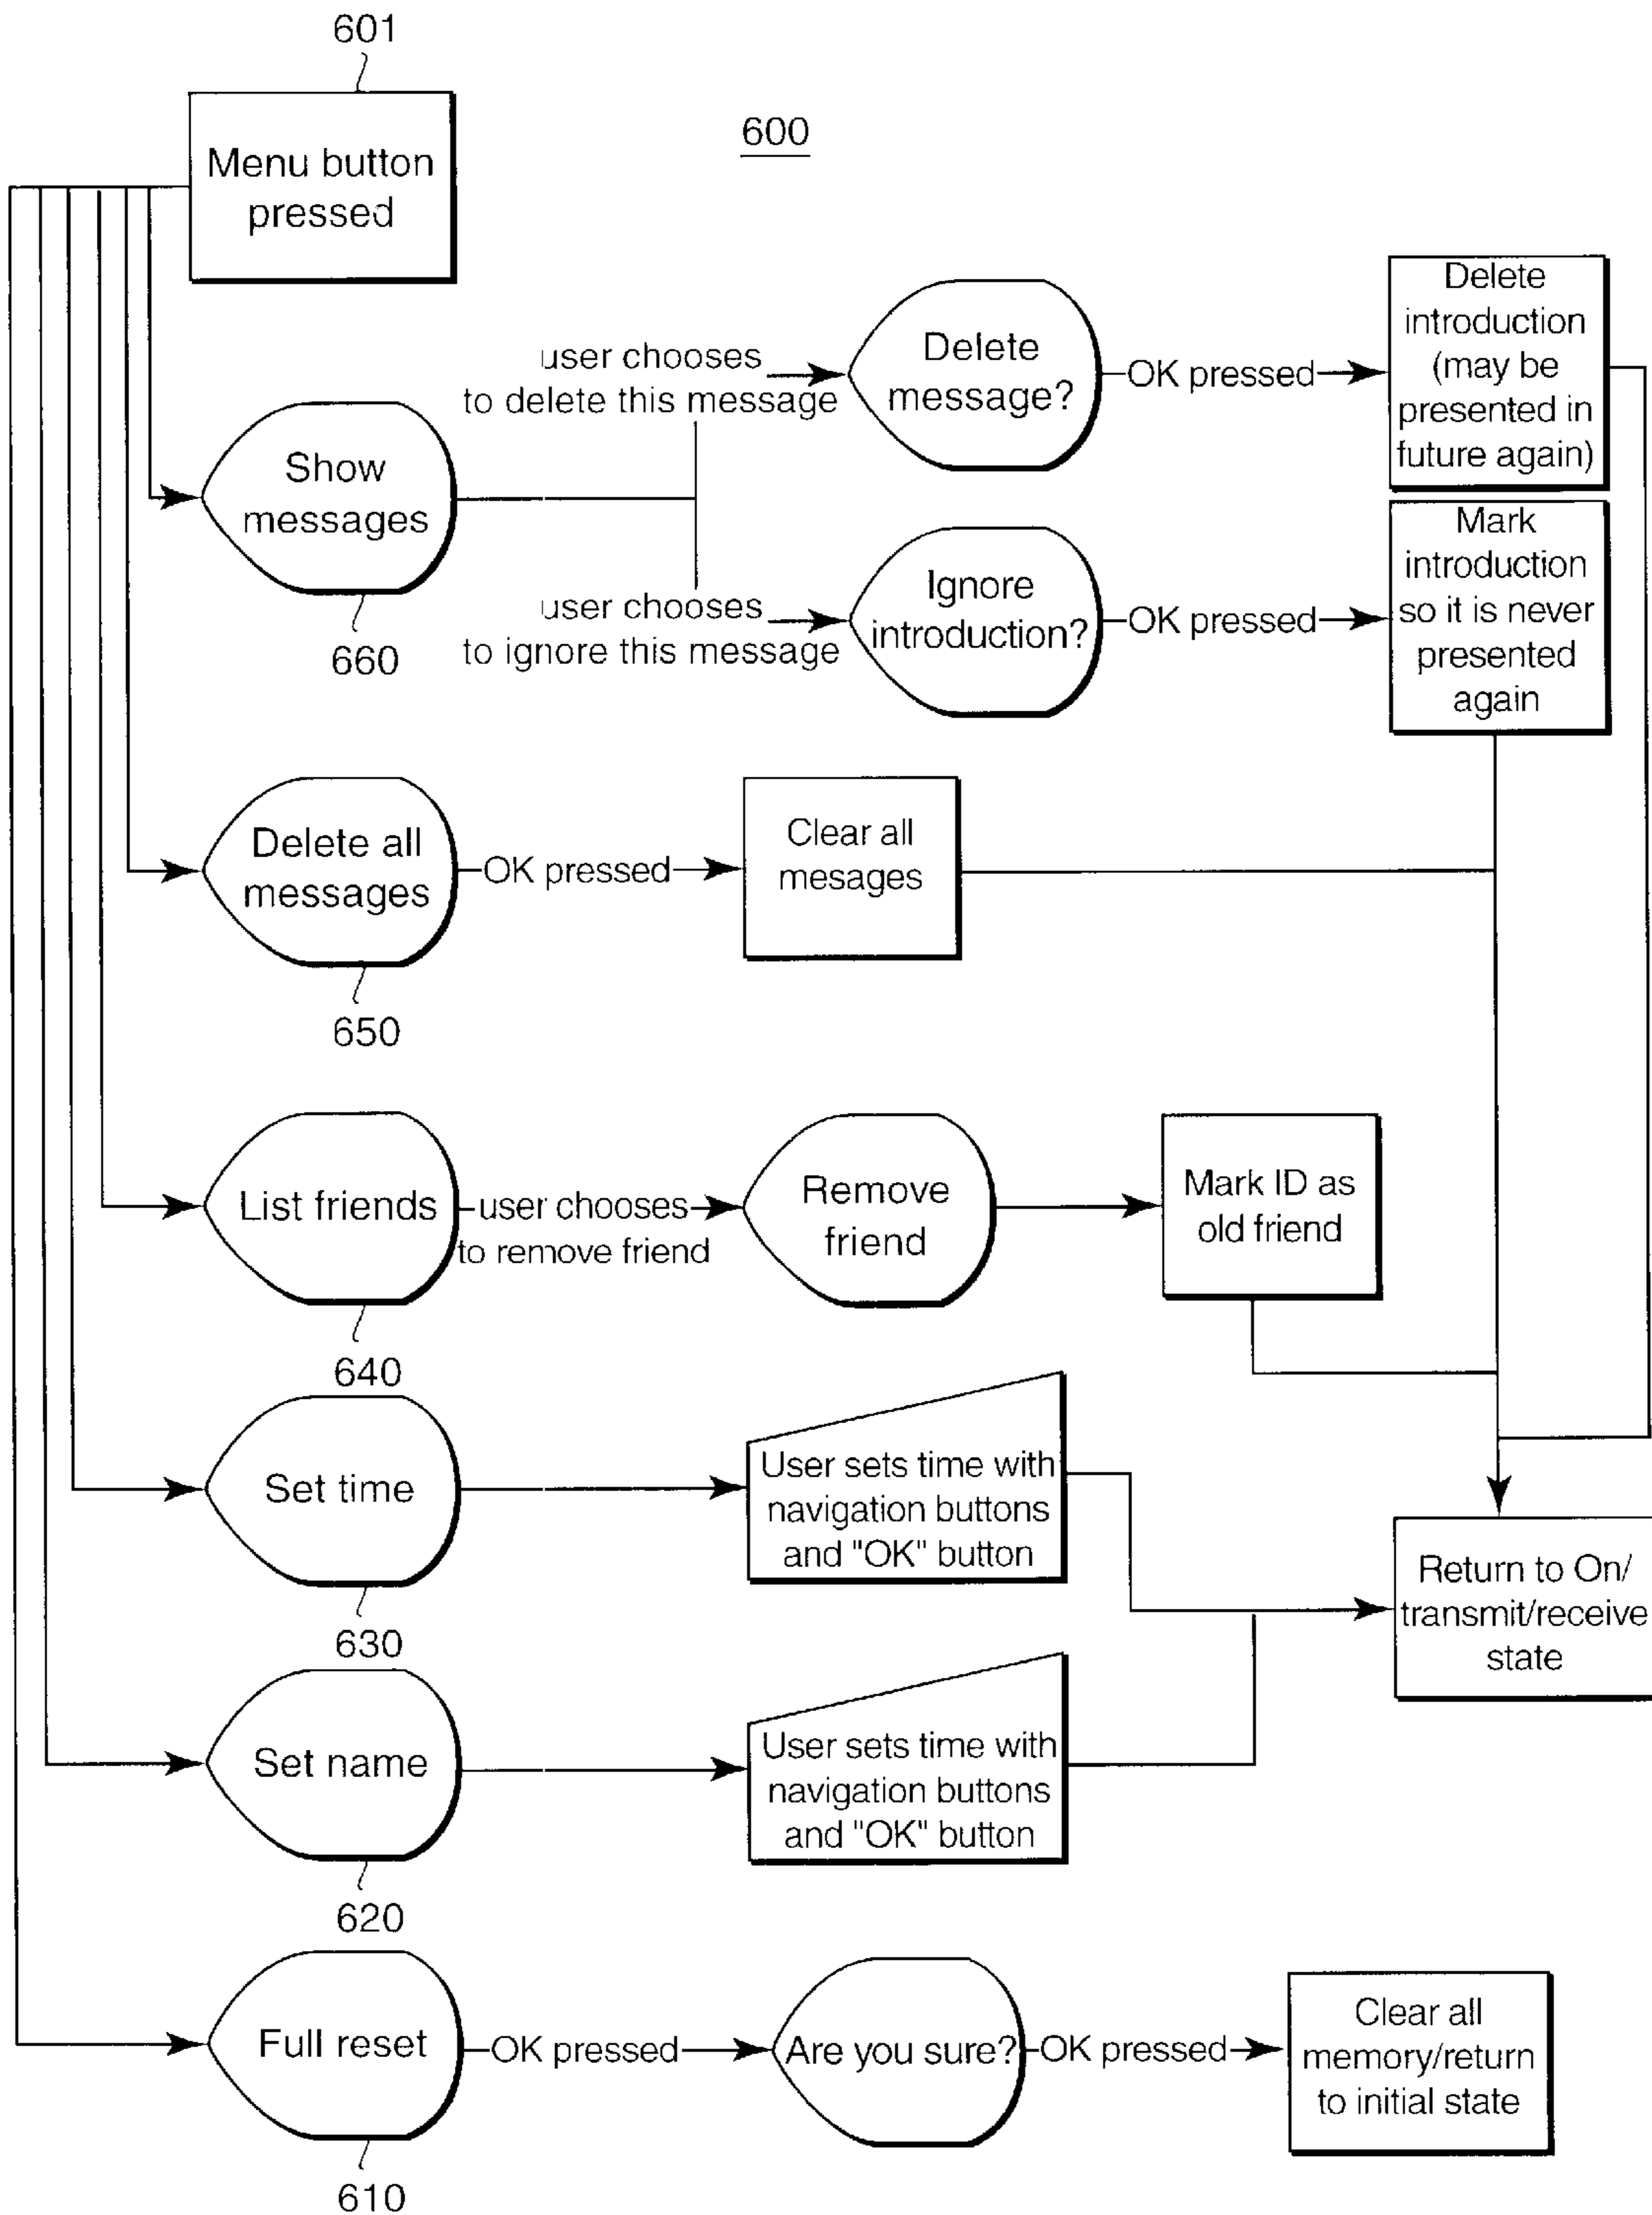 601
600
Menu button
pressed
user chooses
to delete this message
Delete
message?
OK pressed
Delete
introduction
(may be
presented in
future again)
Show
messages
660
user chooses
to ignore this message
Ignore
introduction?
OK pressed
Mark
introduction
so it is never
presented
again
Delete all
messages
650
OK pressed
Clear all
mesages
List friends
640
user chooses
to remove friend
Remove
friend
Mark ID as
old friend
Set time
630
User sets time with
navigation buttons
and "OK" button
Return to On/
transmit/receive
state
Set name
620
User sets time with
navigation buttons
and "OK" button
Full reset
610
OK pressed
Are you sure?
OK pressed
Clear all
memory/return
to initial state